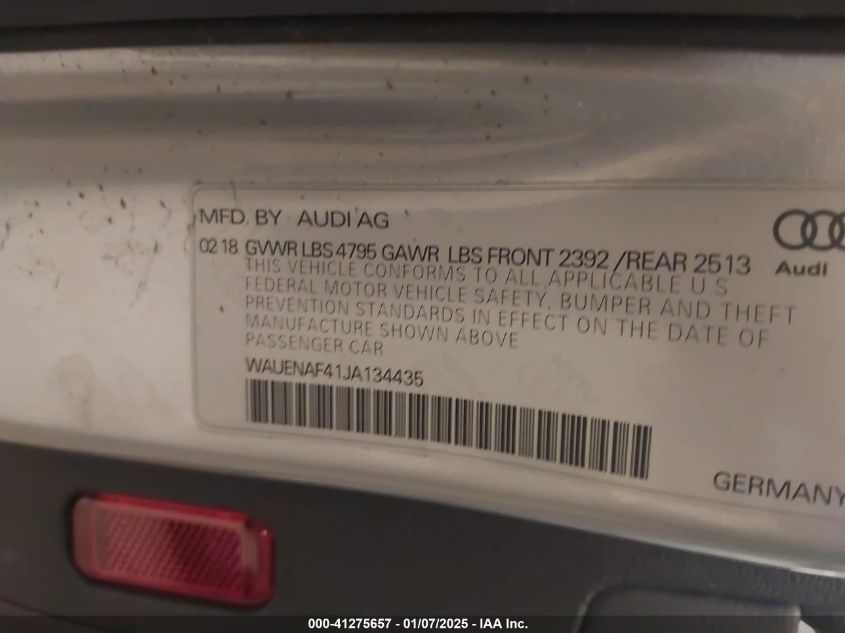 MFD. BY AUDI AG
02 18 GVWR LBS 4795 GAWR LBS FRONT 2392 /REAR 2513
THIS VEHICLE CONFORMS TO ALL APPLICABLE U S
FEDERAL MOTOR VEHICLE SAFETY, BUMPER AND THEFT
PREVENTION STANDARDS IN EFFECT ON THE DATE OF
MANUFACTURE SHOWN ABOVE
PASSENGER CAR
WAUENAF41JA134435
Audi
GERMANY
000-41275657 - 01/07/2025 - IAA Inc.